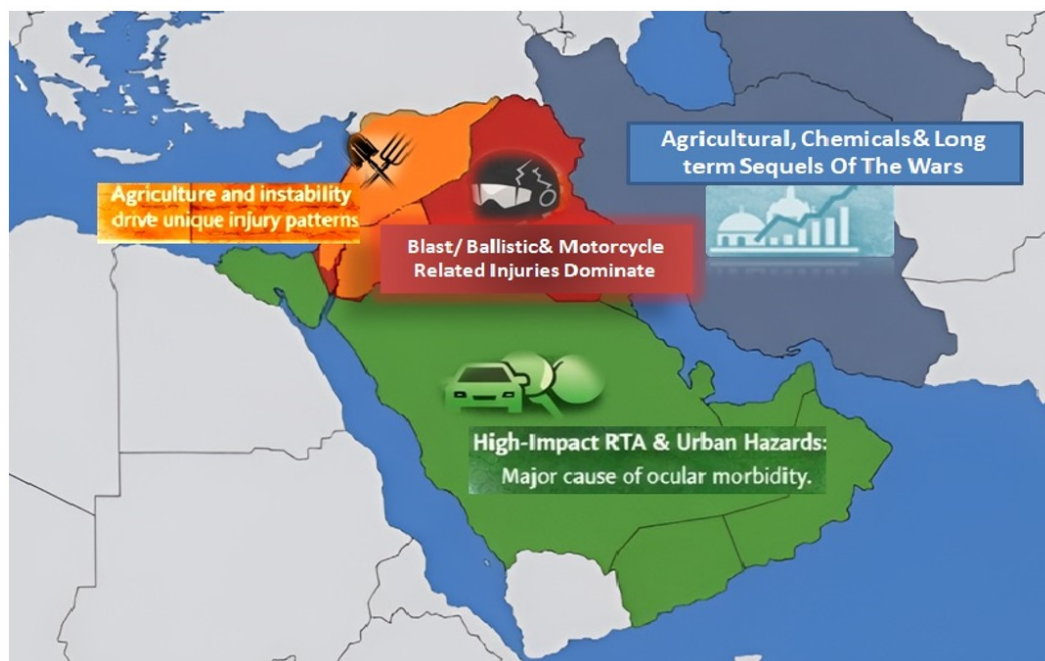 Agricultural, Chemicals& Long
term Sequels Of The Wars
Agriculture and instability
drive unique injury patterns
Blast/ Ballistic& Motorcycle
Related Injuries Dominate
High-Impact RTA & Urban Hazards:
Major cause of ocular morbidity.